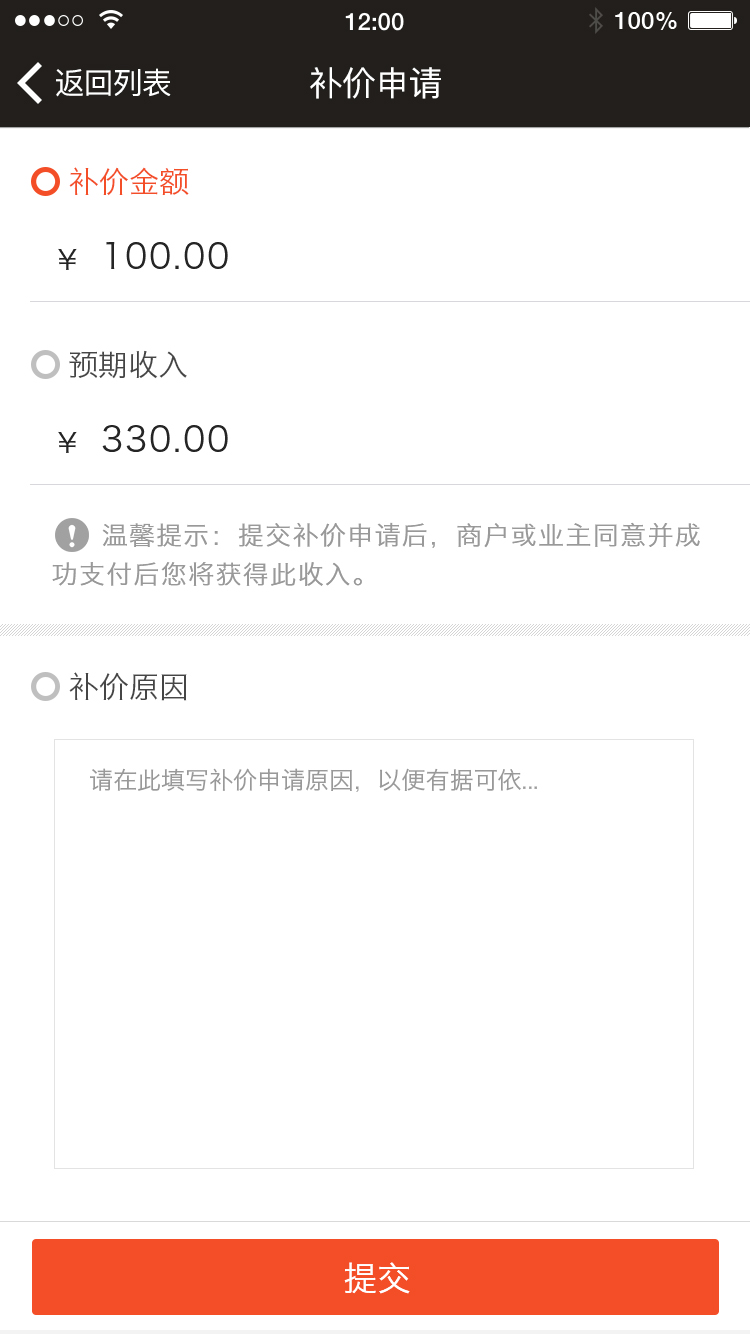 12:00
100%
返回列表
补价申请
补价金额
¥ 100.00
预期收入
¥ 330.00
温馨提示：提交补价申请后，商户或业主同意并成
功支付后您将获得此收入。
补价原因
请在此填写补价申请原因，以便有据可依...
提交